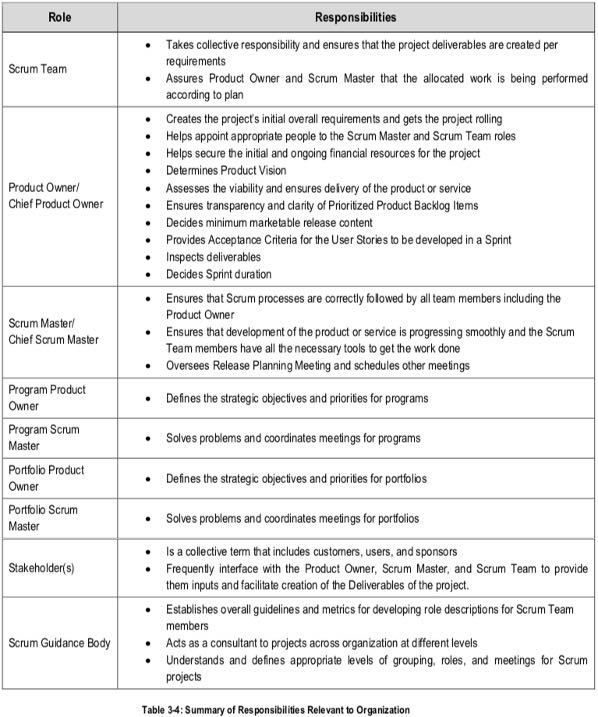 Role
Responsibilities
Scrum Team
• Takes collective responsibility and ensures that the project deliverables are created per
requirements
• Assures Product Owner and Scrum Master that the allocated work is being performed
according to plan
Product Owner/
Chief Product Owner
• Creates the project's initial overall requirements and gets the project rolling
• Helps appoint appropriate people to the Scrum Master and Scrum Team roles
• Helps secure the initial and ongoing financial resources for the project
• Determines Product Vision
• Assesses the viability and ensures delivery of the product or service
• Ensures transparency and clarity of Prioritized Product Backlog Items
• Decides minimum marketable release content
• Provides Acceptance Criteria for the User Stories to be developed in a Sprint
• Inspects deliverables
• Decides Sprint duration
Scrum Master/
Chief Scrum Master
• Ensures that Scrum processes are correctly followed by all team members including the
Product Owner
• Ensures that development of the product or service is progressing smoothly and the Scrum
Team members have all the necessary tools to get the work done
• Oversees Release Planning Meeting and schedules other meetings
Program Product
Owner
• Defines the strategic objectives and priorities for programs
Program Scrum
Master
• Solves problems and coordinates meetings for programs
Portfolio Product
Owner
• Defines the strategic objectives and priorities for portfolios
Portfolio Scrum
Master
• Solves problems and coordinates meetings for portfolios
Stakeholder(s)
• Is a collective term that includes customers, users, and sponsors
• Frequently interface with the Product Owner, Scrum Master, and Scrum Team to provide
them inputs and facilitate creation of the Deliverables of the project.
Scrum Guidance Body
• Establishes overall guidelines and metrics for developing role descriptions for Scrum Team
members
• Acts as a consultant to projects across organization at different levels
• Understands and defines appropriate levels of grouping, roles, and meetings for Scrum
projects
Table 3-4: Summary of Responsibilities Relevant to Organization